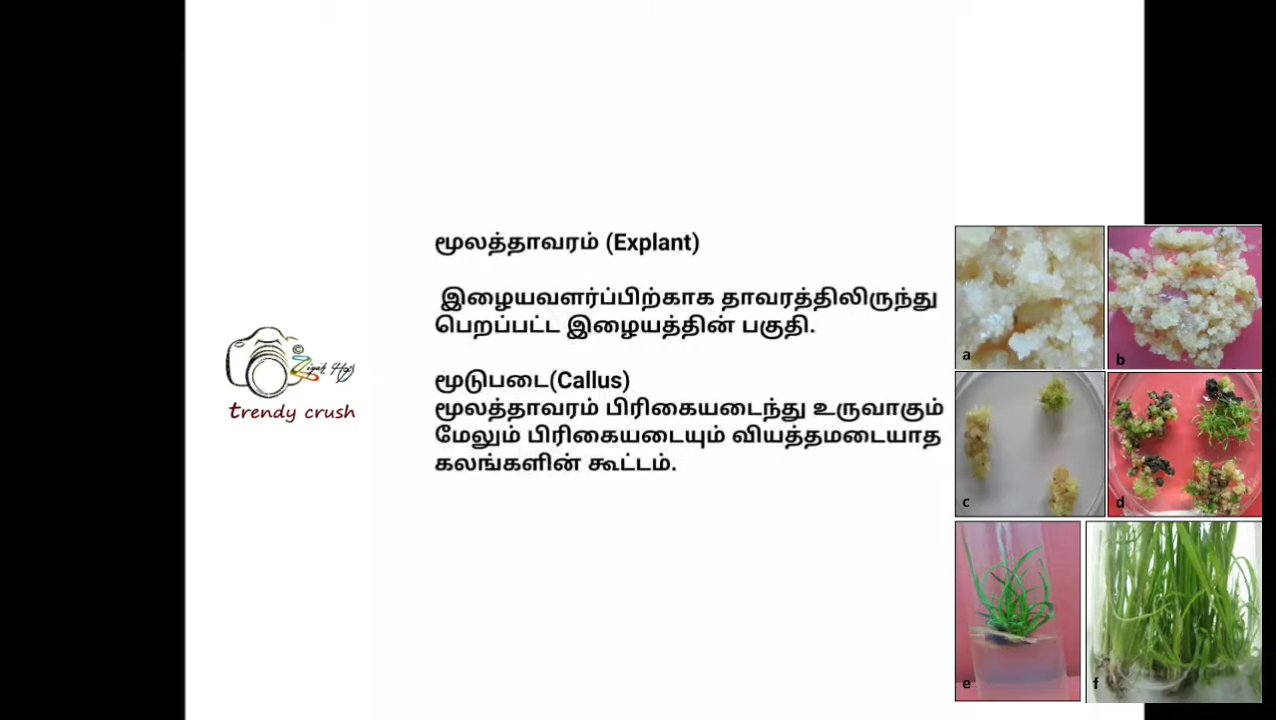 மூலத்தாவரம் (Explant)
இழையவளர்ப்பிற்காக தாவரத்திலிருந்து
பெறப்பட்ட இழையத்தின் பகுதி.
மூடுபடை(Callus)
மூலத்தாவரம் பிரிகையடைந்து உருவாகும்
மேலும் பிரிகையடையும் வியத்தமடையாத
கலங்களின் கூட்டம்.
©
trendy crush
a
b
c
d
e
f